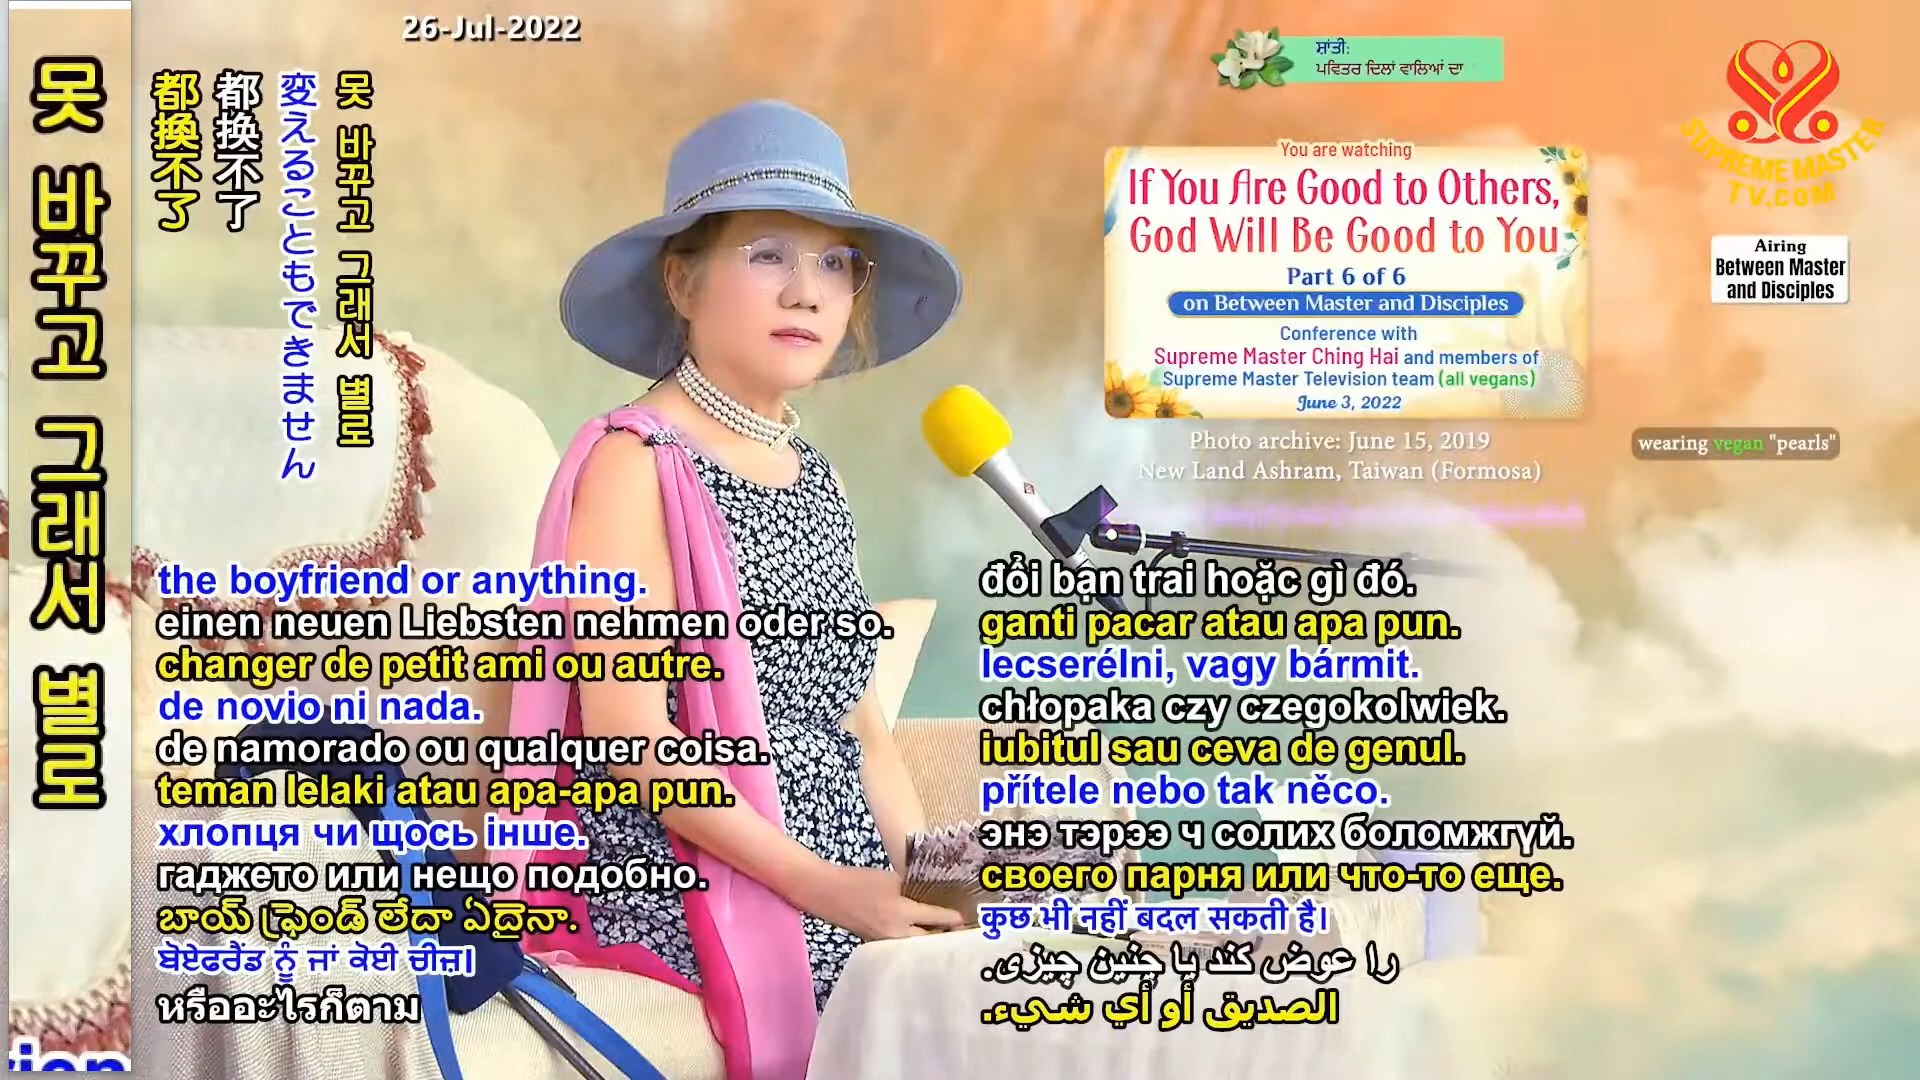 26-Jul-2022
못 바꾸고 그래서 별로
都換不了
都換不了
変えることもできません
못 바꾸고 그래서 별로
ਸ਼ਾਂਤੀ:
ਪਵਿਤਰ ਦਿਲਾਂ ਵਾਲਿਆਂ ਦਾ
You are watching
If You Are Good to Others,
God Will Be Good to You
Part 6 of 6
on Between Master and Disciples
Conference with
Supreme Master Ching Hai and members of
Supreme Master Television team (all vegans)
June 3, 2022
Photo archive: June 15, 2019
New Land Ashram, Taiwan (Formosa)
SUPREME MASTER
TV.COM
Airing
Between Master
and Disciples
wearing vegan "pearls"
the boyfriend or anything.
einen neuen Liebsten nehmen oder so.
changer de petit ami ou autre.
de novio ni nada.
de namorado ou qualquer coisa.
teman lelaki atau apa-apa pun.
хлопця чи щось інше.
гаджето или нещо подобно.
బాయ్ ఫ్రెండ్ లేదా ఏదైనా.
ਬੋਏਫਰੈਂਡ ਨੂੰ ਜਾਂ ਕੋਈ ਚੀਜ਼।
หรืออะไรก็ตาม
đổi bạn trai hoặc gì đó.
ganti pacar atau apa pun.
lecserélni, vagy bármit.
chłopaka czy czegokolwiek.
iubitul sau ceva de genul.
přítele nebo tak něco.
энэ тэрээ ч солих боломжгүй.
своего парня или что-то еще.
कुछ भी नहीं बदल सकती है।
را عوض کند یا چنین چیزی.
الصديق أو أي شيء.